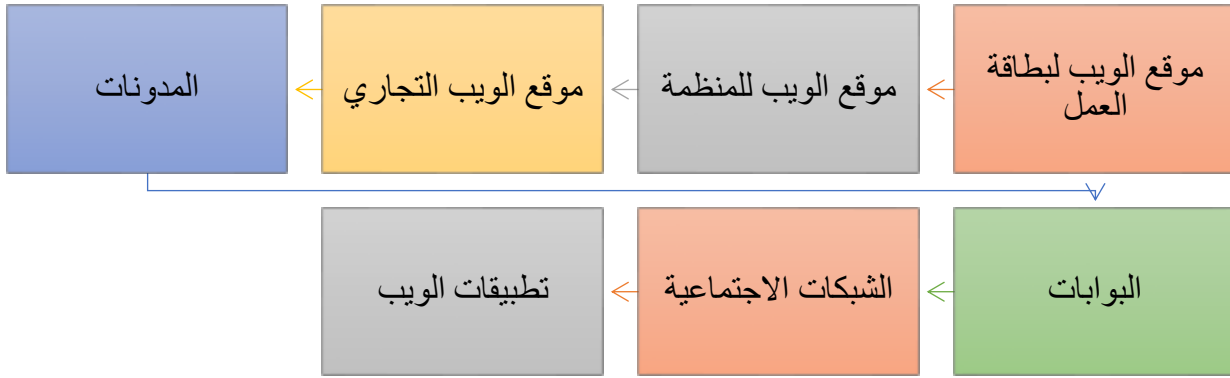 موقع الويب لبطاقة
العمل
موقع الويب للمنظمة
موقع الويب التجاري
المدونات
البوابات
الشبكات الاجتماعية
تطبيقات الويب